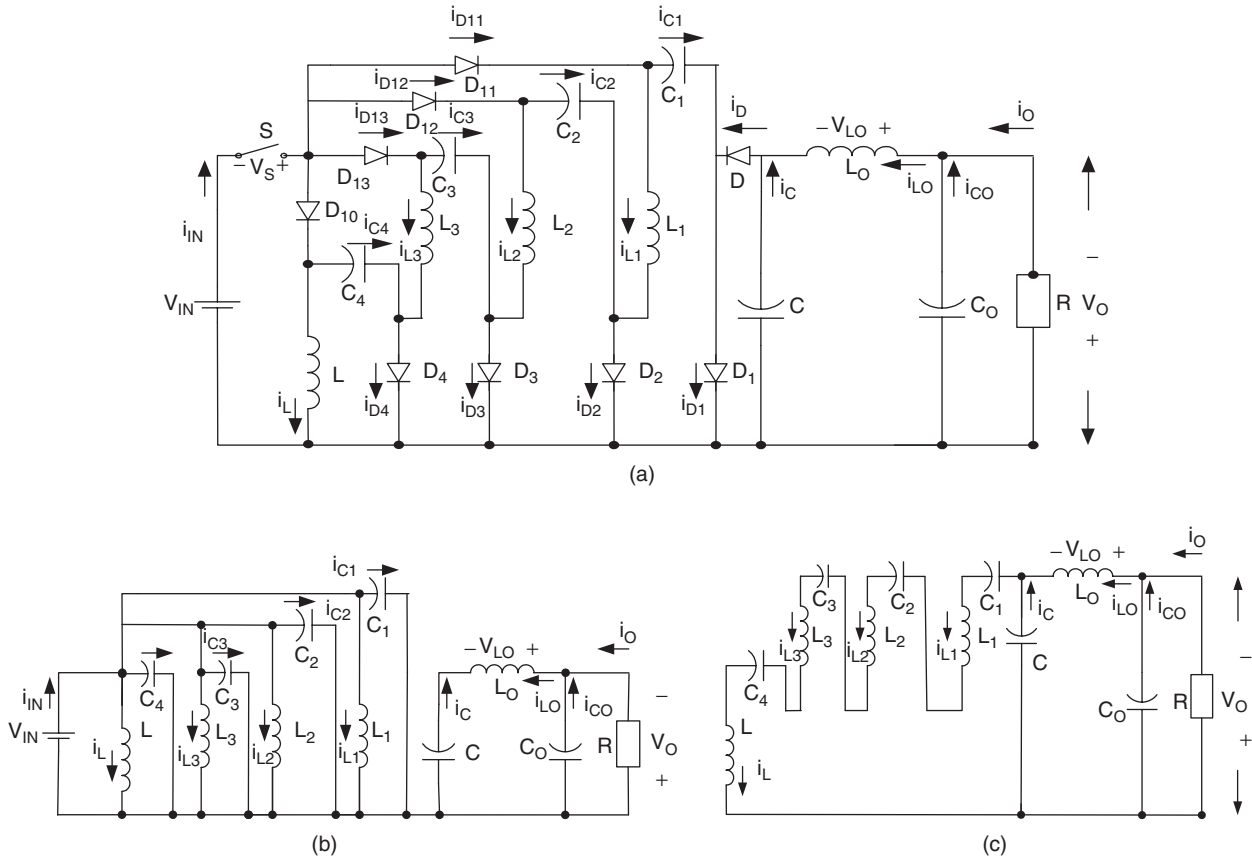 i_D11
i_C1
i_D12
D_11
i_C2
C_1
i_D13
D_12
i_C3
C_2
i_D
- V_LO +
i_O
S
- V_S +
D_13
C_3
D
L_O
i_C
i_LO
i_CO
D_10
i_C4
L_3
L_2
L_1
i_IN
i_L3
i_L2
i_L1
C_4
V_IN
C
C_O
R
-
V_O
+
L
D_4
D_3
D_2
D_1
i_L
i_D4
i_D3
i_D2
i_D1
(a)
i_C1
i_C2
C_1
i_C3
C_2
- V_LO +
i_O
i_IN
C_4
C_3
L_O
i_C
i_LO
i_CO
-
V_IN
i_L
L
i_L3
L_3
i_L2
L_2
i_L1
L_1
C
C_O
R
V_O
+
(b)
i_O
- V_LO +
C_3
C_2
C_1
i_C
L_O
i_LO
i_CO
i_L3
L_3
i_L2
L_2
i_L1
L_1
C
-
C_4
C_O
R
V_O
L
+
i_L
(c)